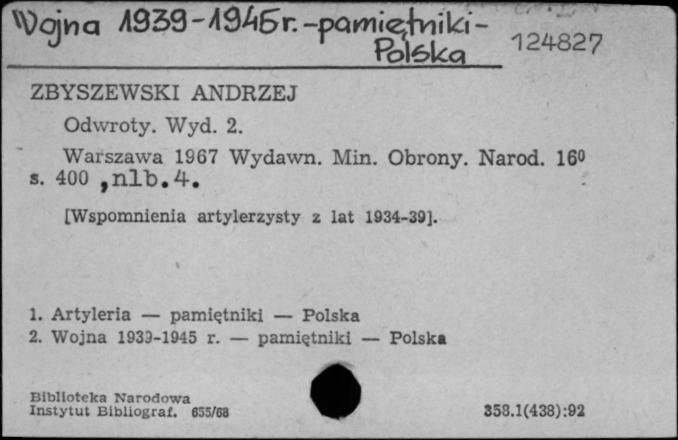 Wojna 1939-1945r.-pamiętniki-
Polska
124827
ZBYSZEWSKI ANDRZEJ
Odwroty. Wyd. 2.
Warszawa 1967 Wydawn. Min. Obrony. Narod. 16⁰
s. 400 ,nlb.4.
[Wspomnienia artylerzysty z lat 1934-39].
1. Artyleria — pamiętniki — Polska
2. Wojna 1939-1945 r. — pamiętniki — Polska
Biblioteka Narodowa
Instytut Bibliograf. 655/68
358.1(438):92